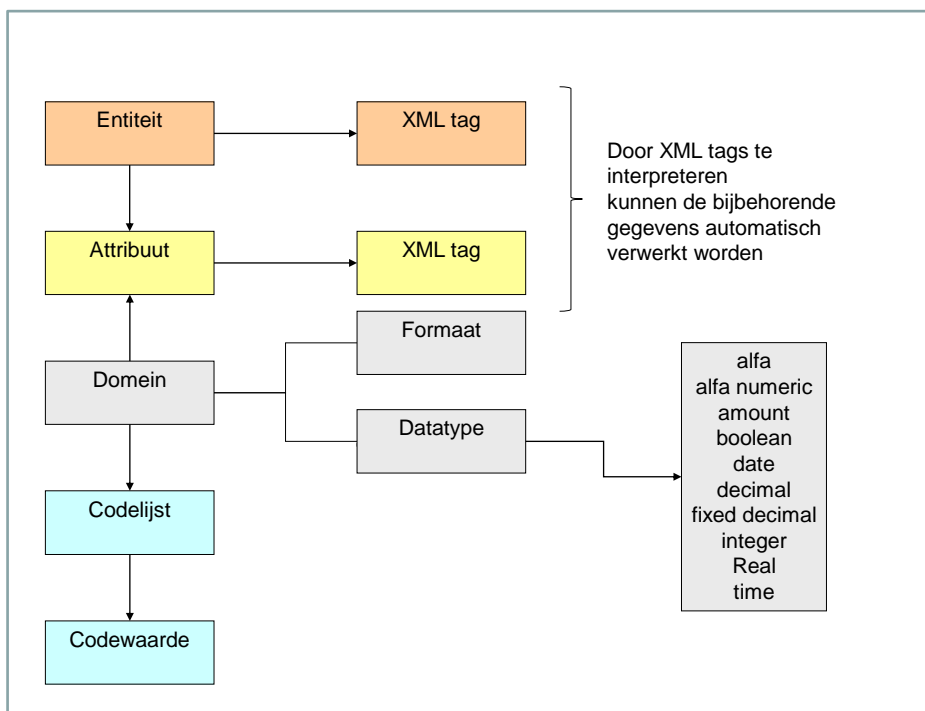 Entiteit
XML tag
Door XML tags te
interpreteren
kunnen de bijbehorende
gegevens automatisch
verwerkt worden
Attribuut
XML tag
Formaat
Domein
Datatype
alfa
alfa numeric
amount
boolean
date
decimal
fixed decimal
integer
Real
time
Codelijst
Codewaarde